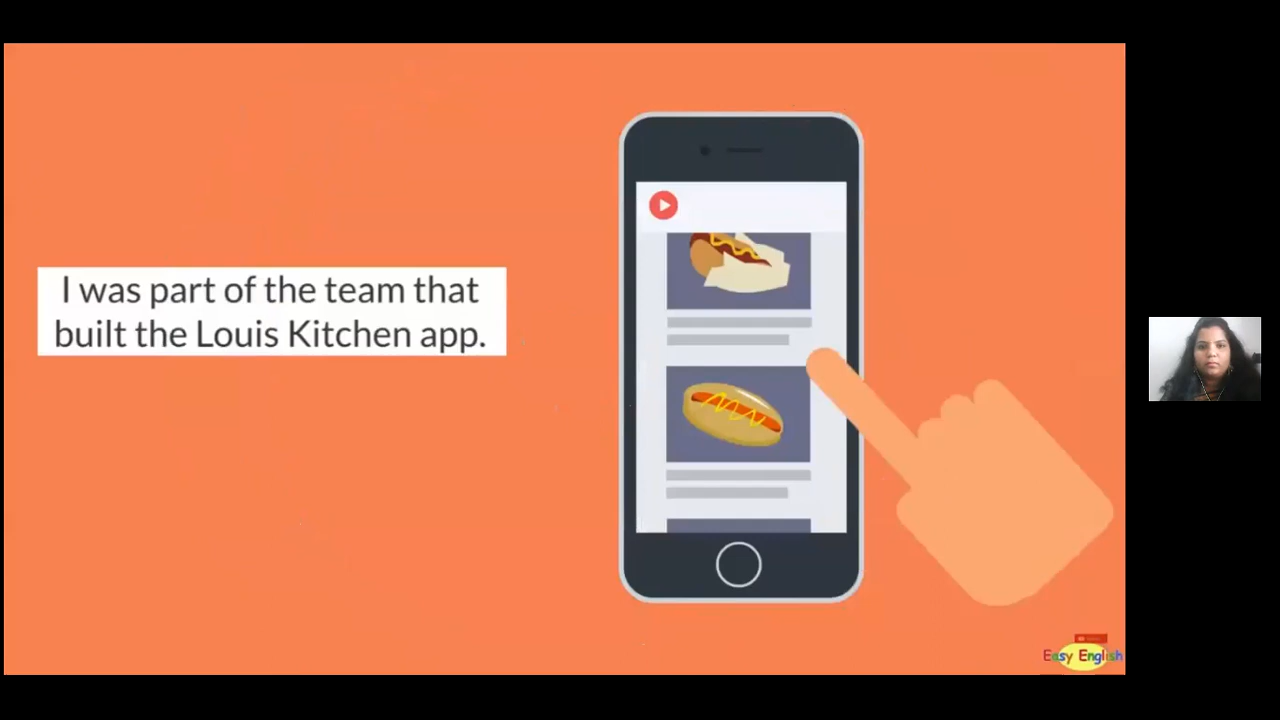 I was part of the team that
built the Louis Kitchen app.
Easy English